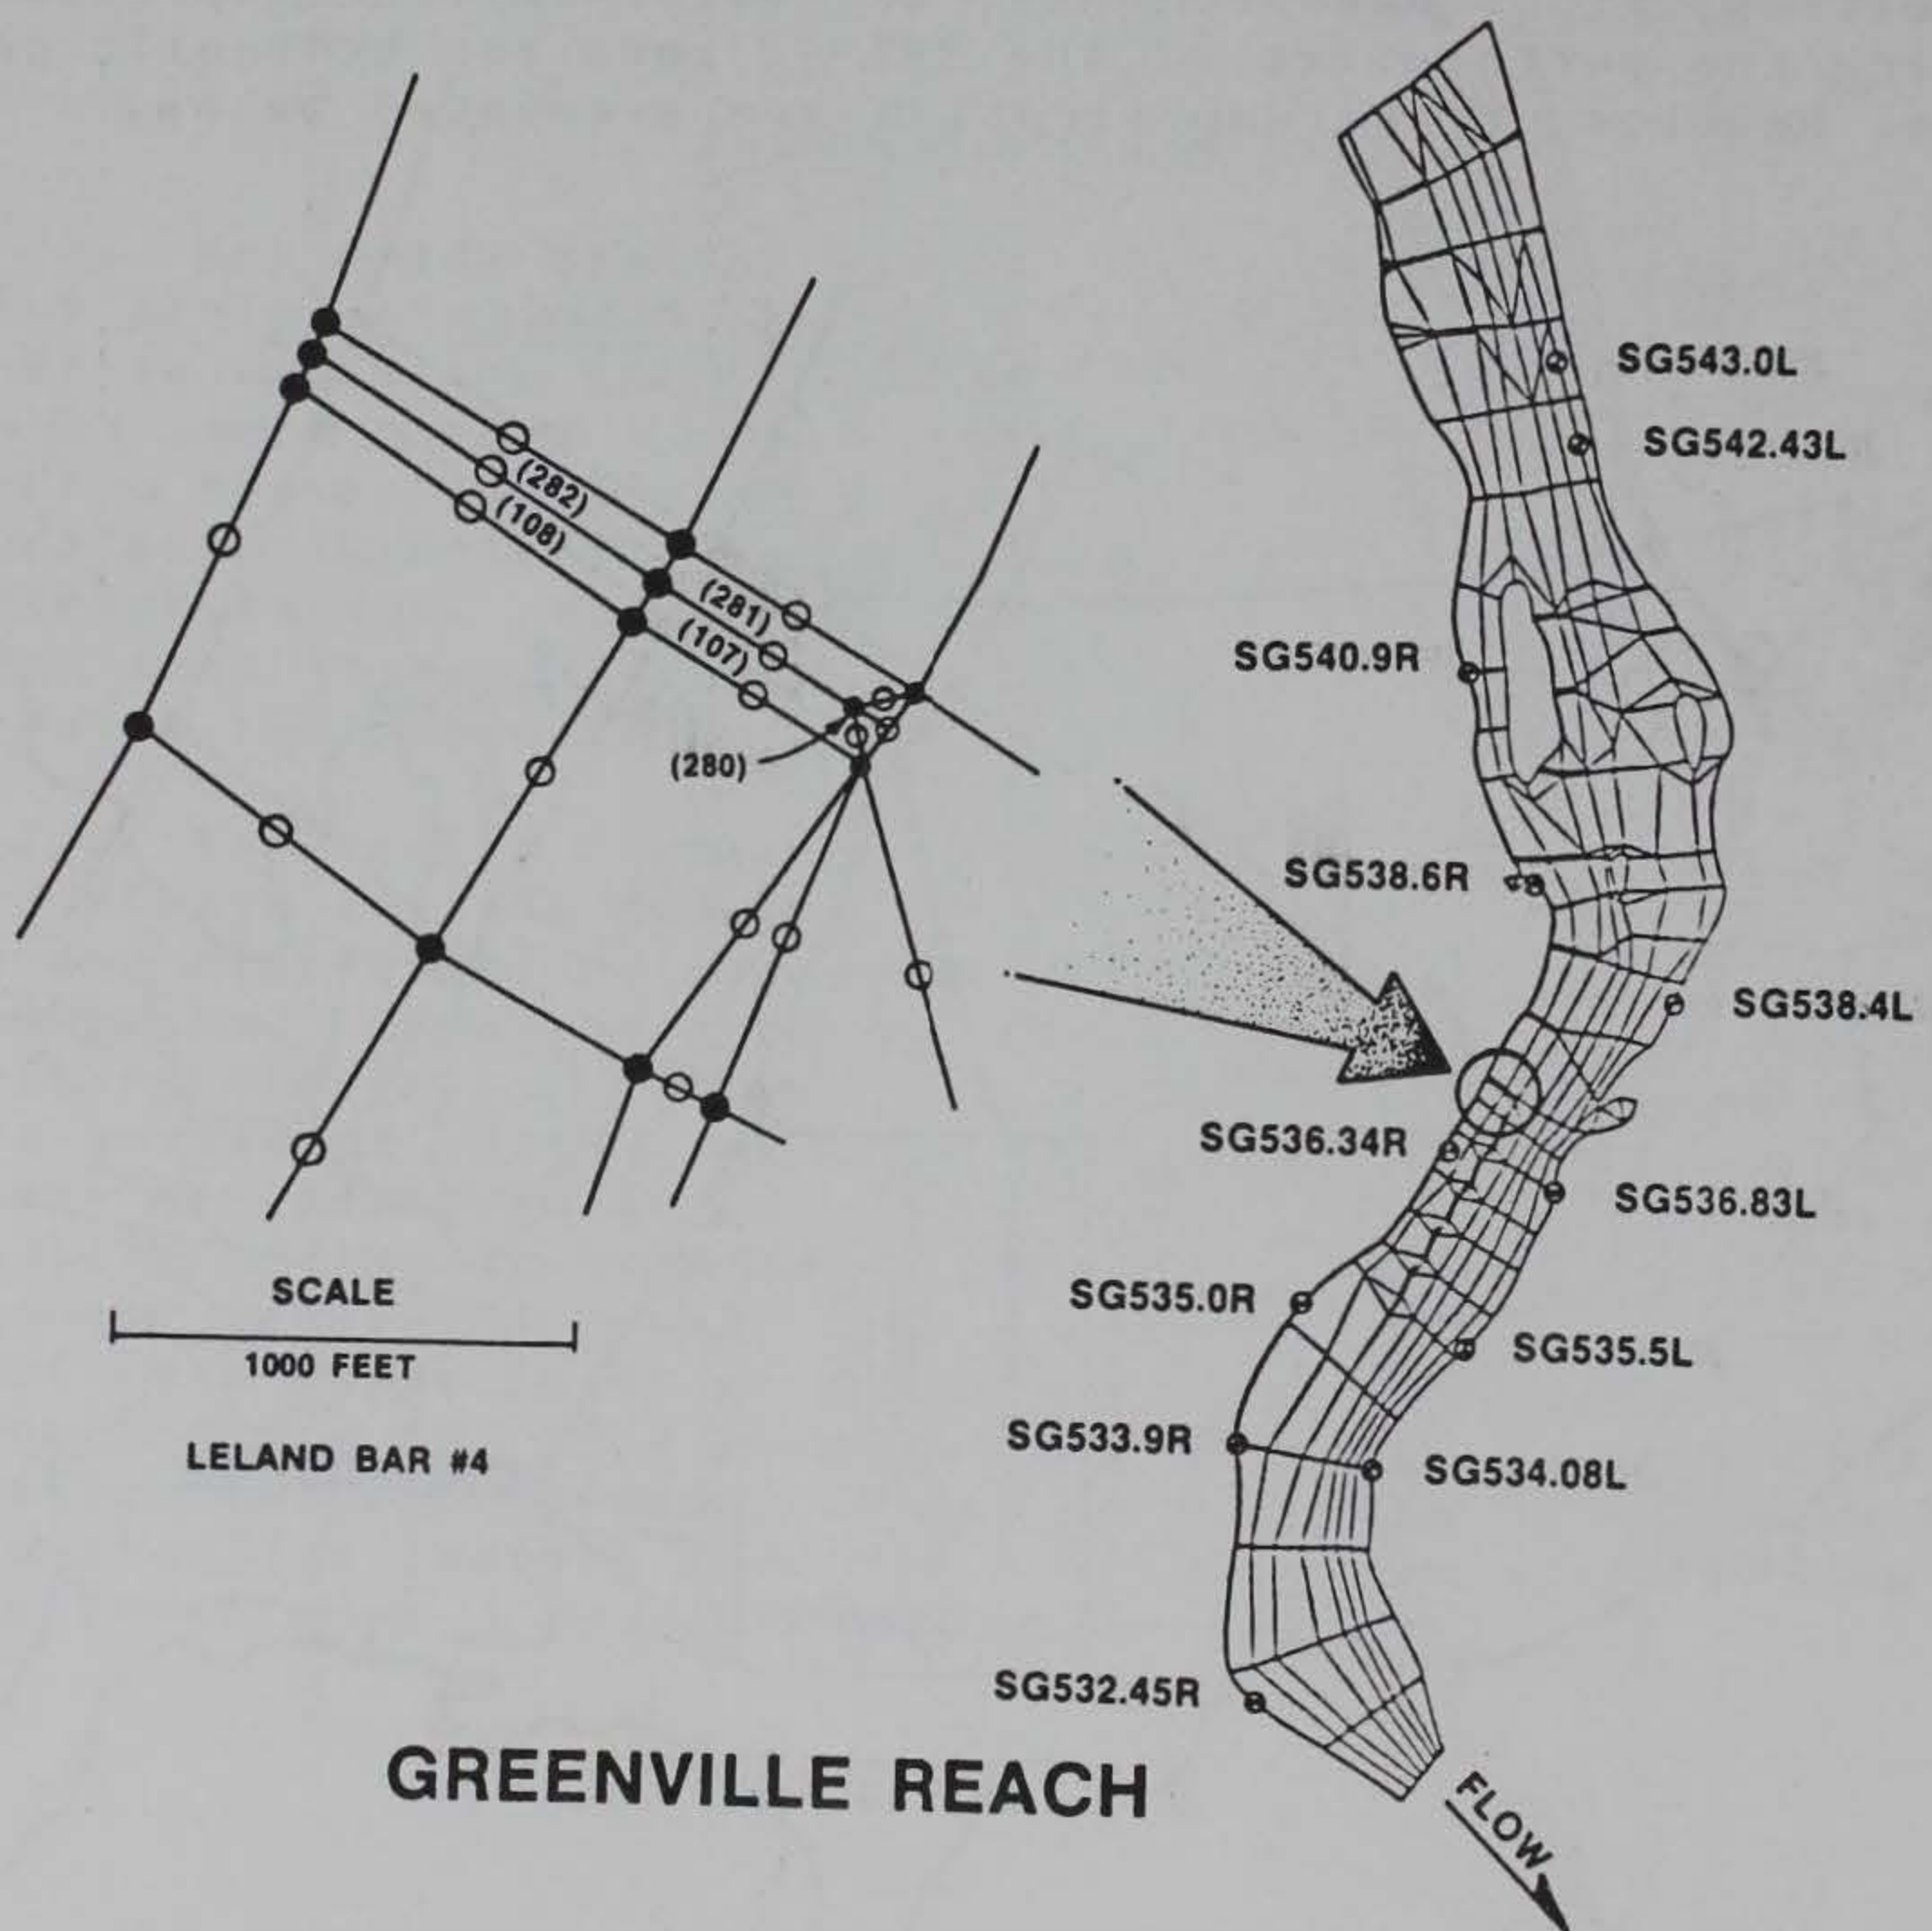 SG543.0L
SG542.43L
(282)
(108)
(281)
(107)
(280)
SG540.9R
SG538.6R
SG538.4L
SG536.34R
SG536.83L
SCALE
1000 FEET
SG535.0R
SG535.5L
LELAND BAR #4
SG533.9R
SG534.08L
SG532.45R
GREENVILLE REACH
FLOW